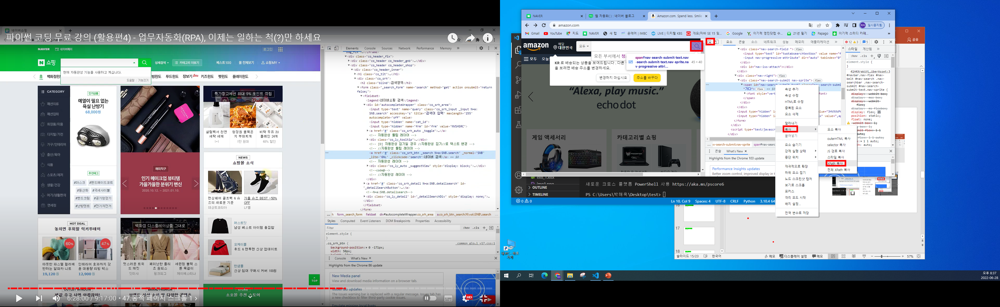 네이버쇼핑
파이썬 코딩 무료 강의 (활용편4) - 업무자동화(RPA), 이제는 일하는 척(?)만 하세요
NAVER 네이버페이
로그인
N 쇼핑
상세검색
카테고리 더보기
베스트100 몰 전체보기 쇼핑MY
현재 자동완성 기능을 사용하고 계십니다.
도움말 기능끄기
홈 백화점윈도
푸드윈도 장보기 Beta 키즈윈도 펫윈도 플레이윈도
CATEGORY
패션의류
패션잡화
화장품/미용
디지털/가전
가구/인테리어
출산/육아
식품
스포츠/레저
생활/건강
여가/생활편의
면세점
인기상품
예열이 필요 없는
욕실 난방기
68,000원
추천태그
#마스크 #핸드메이드코트
#등산화 #극세사이불
#핸드크림 #공기청정기
#난방텐트 #전기자전거
SEPHORA
해외직구
인기 메이크업 뷰티템
가을가을한 분위기 변신
2020.10.12. ~ 2021.01.10.
특가창고에선 최대 9% 포인트 적립
살림백서 천연
세탁 세제
1+1
청정원 햄묵은
지 부대찌개
1만 원대
비락 두유 2U
플레인 24개
48% 할인
NEWS
쇼핑몰 소식
먼싱웨어 골프백 & 슈
즈의 새로운 기준
데상트코리아
가을 슈즈 BEST ~50%
OFF
LF몰
머스트잇
남성 베스트 아이템 총집합
오케이몰
후드 & 맨투맨 신상 업데이트
한샘몰
신상 침대 구매시 커버 100원
HOT DEAL
놓치면 후회할 럭키투데이
60%
47%
따뜻한 파스텔 컬러에
반하는 알파카 니트
19,120 원
인테리어 효과까지 갖
춘 대용량 리빙 박스
12,900 원
백화점 디스플레이상품 그대로
멋스러운 트위
드 재킷
잇미샤
페미닌한 플리
츠 원피스
핑크피그
세련된 블랙 스
톤 목걸이
제이에스티나
TOP
OUTLET WINDOW
제값 주고 사면 아깝잖아!
BRAND FASHION
브랜드 신상 소식 및 다양한 콘텐츠
STORE
소호몰 추천 스토어
6:28:00 / 9:17:00 • 47.동적 페이지 스크롤 1
HD
Elements Console Sources Network Performance Memory
<div class="co_header_fix">
<div class="co_header co_header_gnb">…</div>
<div class="co_header co_header_shop">
<div class="co_header_inner">
<h1 class="co_tit">…</h1>
<div class="co_srh">
<h2 class="blind">검색영역</h2>
<form class="_search_form" name="search" method="get" action onsubmit="return
false;">
<fieldset>
<legend>네이버쇼핑 검색</legend>
<div id="autocompleteWrapper" class="co_srh_area">
<input type="text" name="query" class="co_srh_input _input N=a:
SNB.search" accesskey="s" title="검색어 입력" maxlength="255"
autocomplete="off" value>
<input type="hidden" name="cat_id">
<input type="hidden" name="frm" id="frm" value="NVSHSRC">
<a href="#" class="co_srh_auto _toggle">…</a>
<!-- 자동완성 툴팁 레이어 -->
<div class="co_ly_tooltip">…</div>
<!-- [D] 자동완성 접기일 경우 //자동완성 접기//로 텍스트 변경 -->
<!-- //자동완성 툴팁 레이어 -->
<a href="#" class="co_srh_btn _search N=a:SNB.search" _normal="SNB"
_lite="GNL" _clickcode="search">네이버 검색</a> == $0
<!-- 자동완성 레이어 -->
<div class="co_ly_auto _suggestView" style="display: block;">…</div>
<!--code@-->
<!-- //자동완성 레이어 -->
</div>
<a href="#" class="co_srh_detail N=a:SNB.detailsearch" id=
"_detailSearchButton">…</a>
<!--N=a:SNB.detailsearch-->
<div class="co_ly_detail" id="_detailSearchDiv" style="display: none;">…
</div>
</fieldset>
</form>
... h form._search_form fieldset div#autocompleteWrapper.co_srh_area a.co_srh_btn._search.N\=a\:SNB\.search ...
Styles Computed Event Listeners DOM Breakpoints Properties Accessibility
Filter :hov .cls
element.style {
}
.co_srh_btn {
_common_glo…l_v17.css:1
background-position: 0 -171px;
width: 50px;
Console What's New
Highlights from the Chrome 86 update
New Media panel
View and download media information on a browser tab.
Issues tab updates
The Issues warning bar is replaced with a regular message. Issues tab has
a new checkbox to filter third-party cookie issues.
Emulate missing local fonts
NAVER
웹 자동화( ) : 네이버 블로그
Amazon.com. Spend less. Smile
amazon.com
해옥 일시중지됨
Gmail YouTube 지도 NAVER 새 탭 온에어 | iMBC LIVE | 디지털 KBS 개요(자바 SE 15 및... Google 이기적 영진닷컴 수... 21년 필기 Papago 이기적 스터디 카페...
amazon
배달
대한민국
모두
모든 부서에서
모두 오늘의
KR 로 배송되는 상품을 보여드립니다. 다른
을 보려면 배송 주소를 변경하세요.
변경하지 마십시오 주소를 바꾸다
span#nav-search-submit-text.nav
-search-submit-text.nav-sprite.na
v-progressive-attri...
45 × 40
“Alexa, play music.”
echo dot
게임 액세서리
카테고리별 쇼핑
PREDATOR
요소 콘솔 소스 네트워크 성능 메모리 애플리케이션
12 3 5
<div class="nav-search-field "> flex
<input type="text" id="twotabsearchtextbox" value name="f
-input nav-progressive-attribute" dir="auto" tabindex="0"
</div>
<div id="nav-iss-attach"></div>
</div>
<div class="nav-right"> flex
<div class="nav-search-submit nav-sprite"> flex
<span id="nav-search-submit-text" class="nav-search-submi
"가다"> flex == $0
<font style="vert
</span>
</div>
</div>
<input type="hidden" i
<input type="hidden" i
</form>
</div>
<script type="text/javascr
</div>
iv-search-submit.nav-sprite span#nav-searc
콘솔 What's New
Highlights from the Chrome 103 update
Performance Insights updates
Better zoom control, improved display in t
속성 추가
속성 수정
HTML로 수정
중복된 요소
요소 삭제
잘라내기
복사
붙여넣기
요소 숨기기
강제 실행 상태
중단 위치
재귀적으로 확장
하위 요소 접기
노드 스크린샷 캡처
보기로 스크롤
포커스
격리 모드 시작
배지 설정...
전역 변수로 저장
요소 복사
outerHTML 복사
selector 복사
JS 경로 복사
스타일 복사
XPath 복사
전체 XPath 복사
스타일 계산됨
:hov .cls
element.style {
}
#navbar.nav-flex #nav-
belt #nav-search .nav-
searchbar .nav-search-
submit #nav-search-
submit-text.nav-sprite {
display: -webkit-box;
display: -moz-box;
display: -webkit-
flex;
display: -ms-flexbox;
display: flex;
position: static;
float: none;
ex8_1.xlsx
OUTLINE
TIMELINE
새로운 크로스 플랫폼 PowerShell 사용 https://aka.ms/pscore6
PS C:\Users\박해옥\Desktop\test>
0 0
Ln 10, Col 9 Spaces: 4 UTF-8 CRLF Python 3.10.4 64
공유
16
17
18
슬라이드 15/23 한국어
메모 디스플레이 설정 메모
57%
내 PC - 바로
가기
오후 8:37
2022-06-28